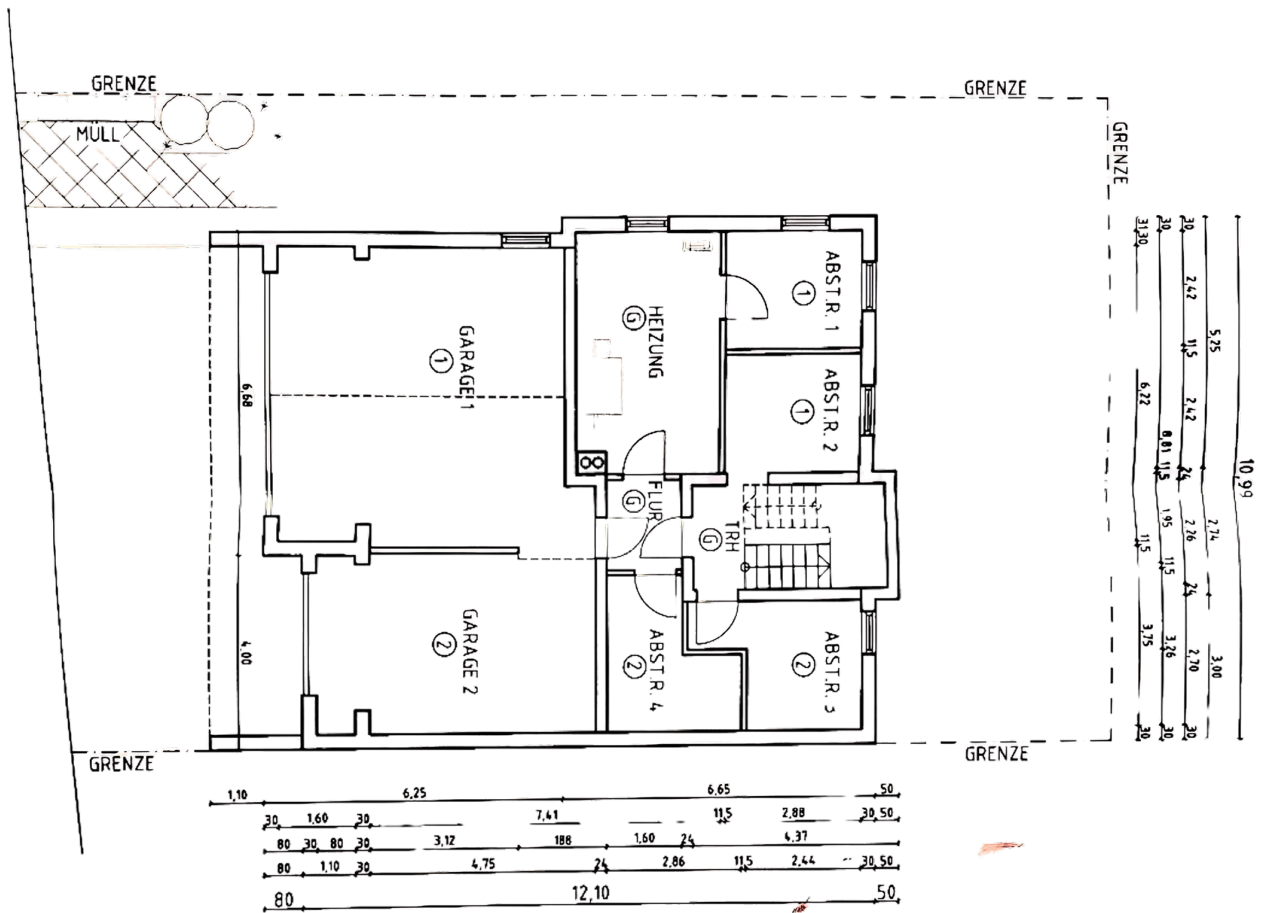 GRENZE
GRENZE
MÜLL
GRENZE
GARAGE 1
1
HEIZUNG
G
ABST.R. 1
1
ABST.R. 2
1
FLUR
G
TRH
G
GARAGE 2
2
ABST.R. 4
2
ABST.R. 3
2
6,68
4,00
GRENZE
GRENZE
1,10 6,25 6,65 50
30 1,60 30 7,41 11,5 2,88 30 50
80 30 80 30 3,12 188 1,60 24 4,37
80 1,10 30 4,75 24 2,86 11,5 2,44 30 50
80 12,10 50
31,30 6,22 11,5 3,75 30
30 8,81 11,5 1,95 11,5 3,26 30
30 2,42 11,5 2,42 24 2,26 24 2,70 30
5,25 2,74 3,00
10,99